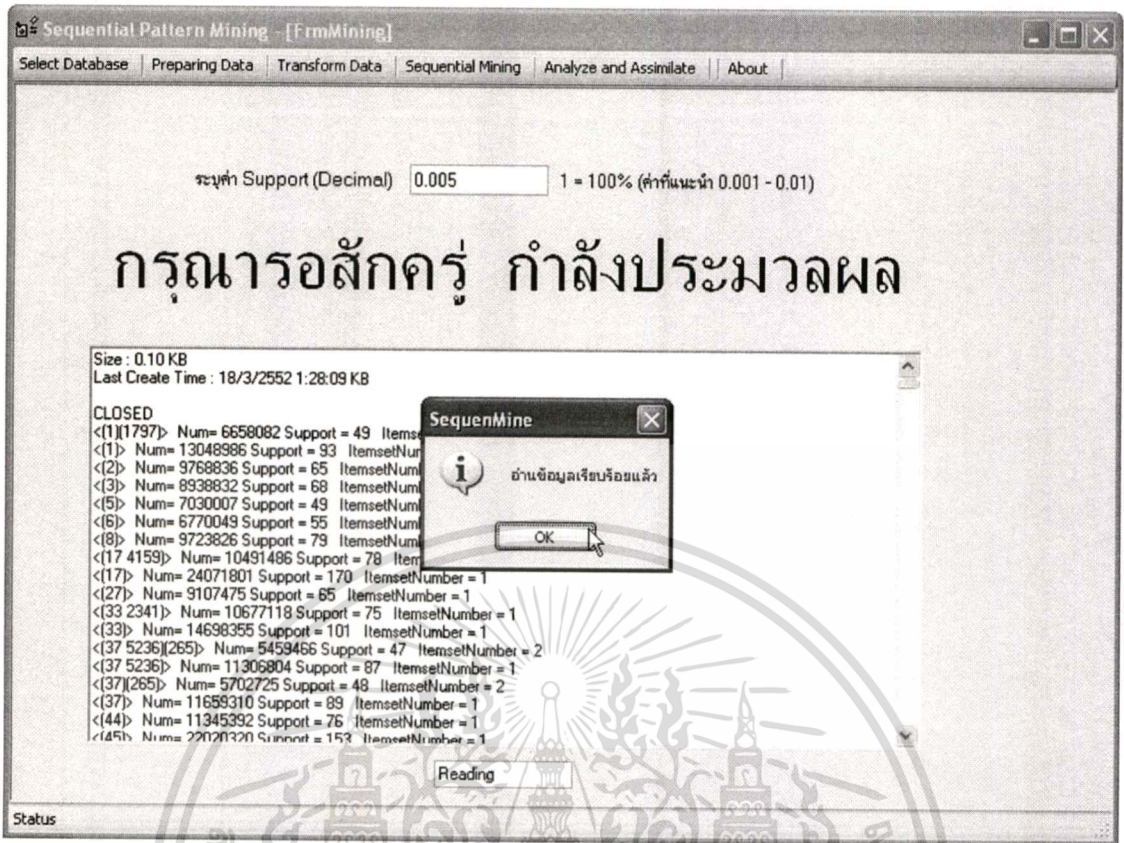 Sequential Pattern Mining - [FrmMining]
Select Database Preparing Data Transform Data Sequential Mining Analyze and Assimilate About
ระบุค่า Support (Decimal) 0.005 1 = 100% (ค่าที่แนะนำ 0.001 - 0.01)
กรุณารอสักครู่ กำลังประมวลผล
Size : 0.10 KB
Last Create Time : 18/3/2552 1:28:09 KB
CLOSED
<(1)(1797)> Num= 6658082 Support = 49 Itemse
<(1)> Num= 13048986 Support = 93 ItemsetNur
<(2)> Num= 9768836 Support = 65 ItemsetNuml
<(3)> Num= 8938832 Support = 68 ItemsetNuml
<(5)> Num= 7030007 Support = 49 ItemsetNuml
<(6)> Num= 6770049 Support = 55 ItemsetNuml
<(8)> Num= 9723826 Support = 79 ItemsetNuml
<(17 4159)> Num= 10491486 Support = 78 Item
<(17)> Num= 24071801 Support = 170 ItemsetNumber = 1
<(27)> Num= 9107475 Support = 65 ItemsetNumber = 1
<(33 2341)> Num= 10677118 Support = 75 ItemsetNumber = 1
<(33)> Num= 14698355 Support = 101 ItemsetNumber = 1
<(37 5236)(265)> Num= 5459466 Support = 47 ItemsetNumber = 2
<(37 5236)> Num= 11306804 Support = 87 ItemsetNumber = 1
<(37)(265)> Num= 5702725 Support = 48 ItemsetNumber = 2
<(37)> Num= 11659310 Support = 89 ItemsetNumber = 1
<(44)> Num= 11345392 Support = 76 ItemsetNumber = 1
<(45)> Num= 22020320 Support = 153 ItemsetNumber = 1
SequenMine
อ่านข้อมูลเรียบร้อยแล้ว
OK
Reading
Status